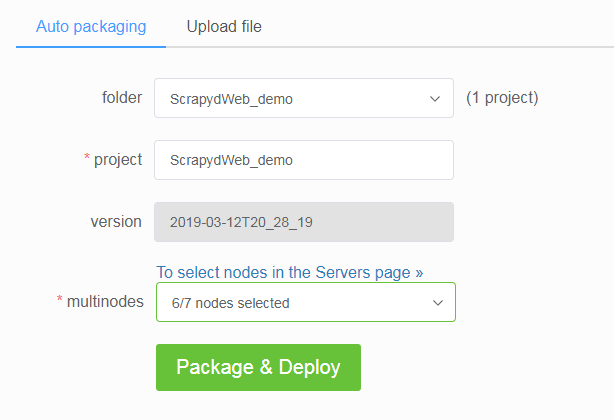 Auto packaging Upload file
folder ScrapydWeb_demo (1 project)
* project ScrapydWeb_demo
version 2019-03-12T20_28_19
To select nodes in the Servers page »
* multinodes 6/7 nodes selected
Package & Deploy